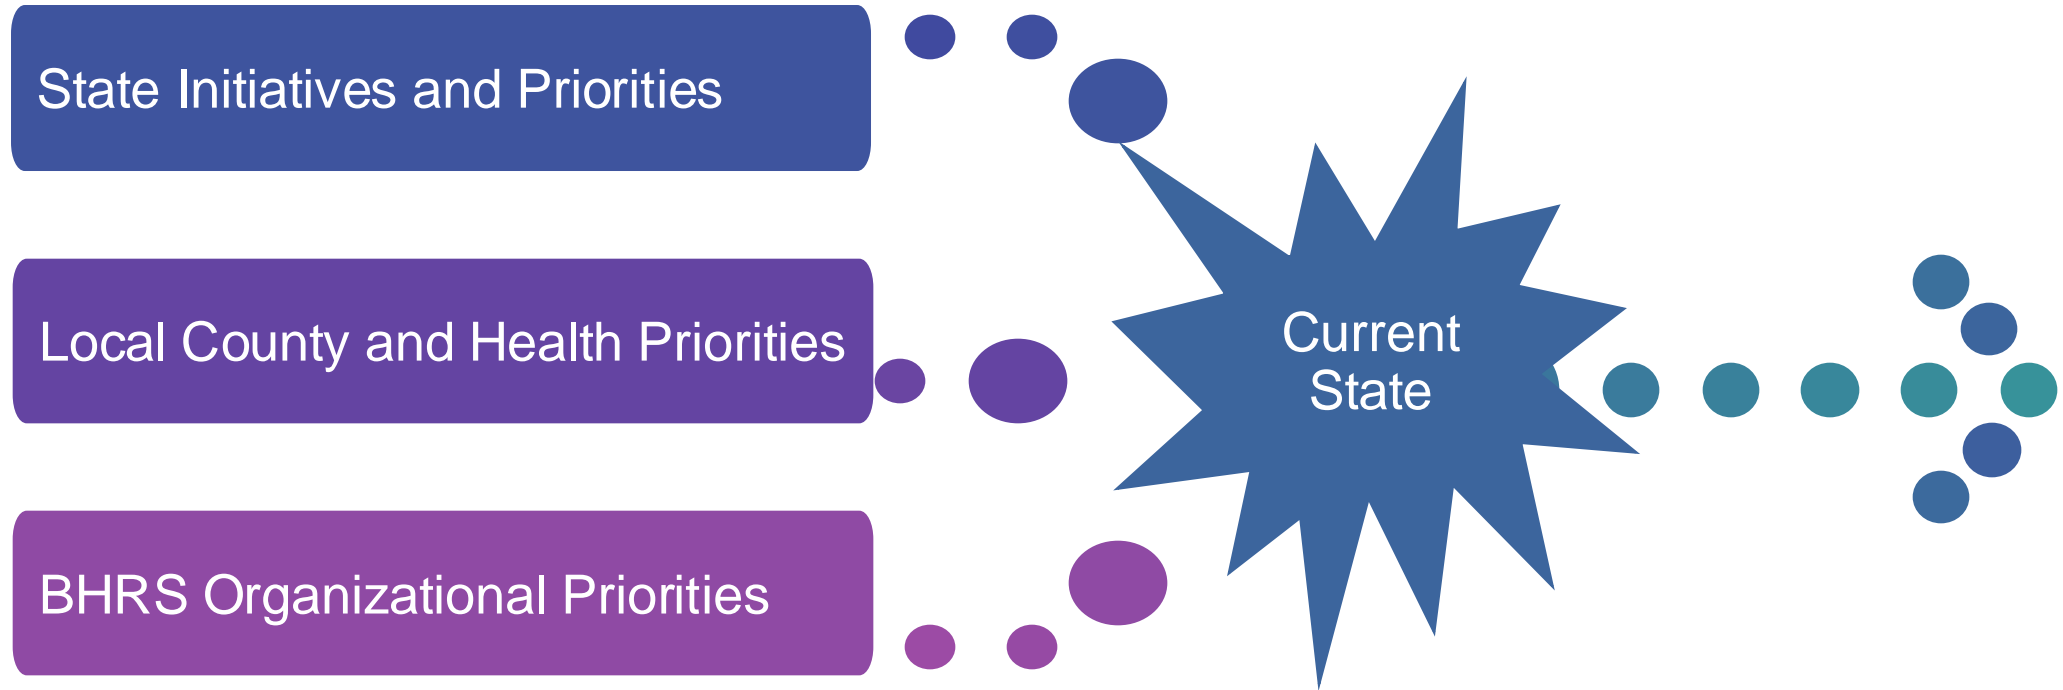 State Initiatives and Priorities
Local County and Health Priorities
BHRS Organizational Priorities
Current
State